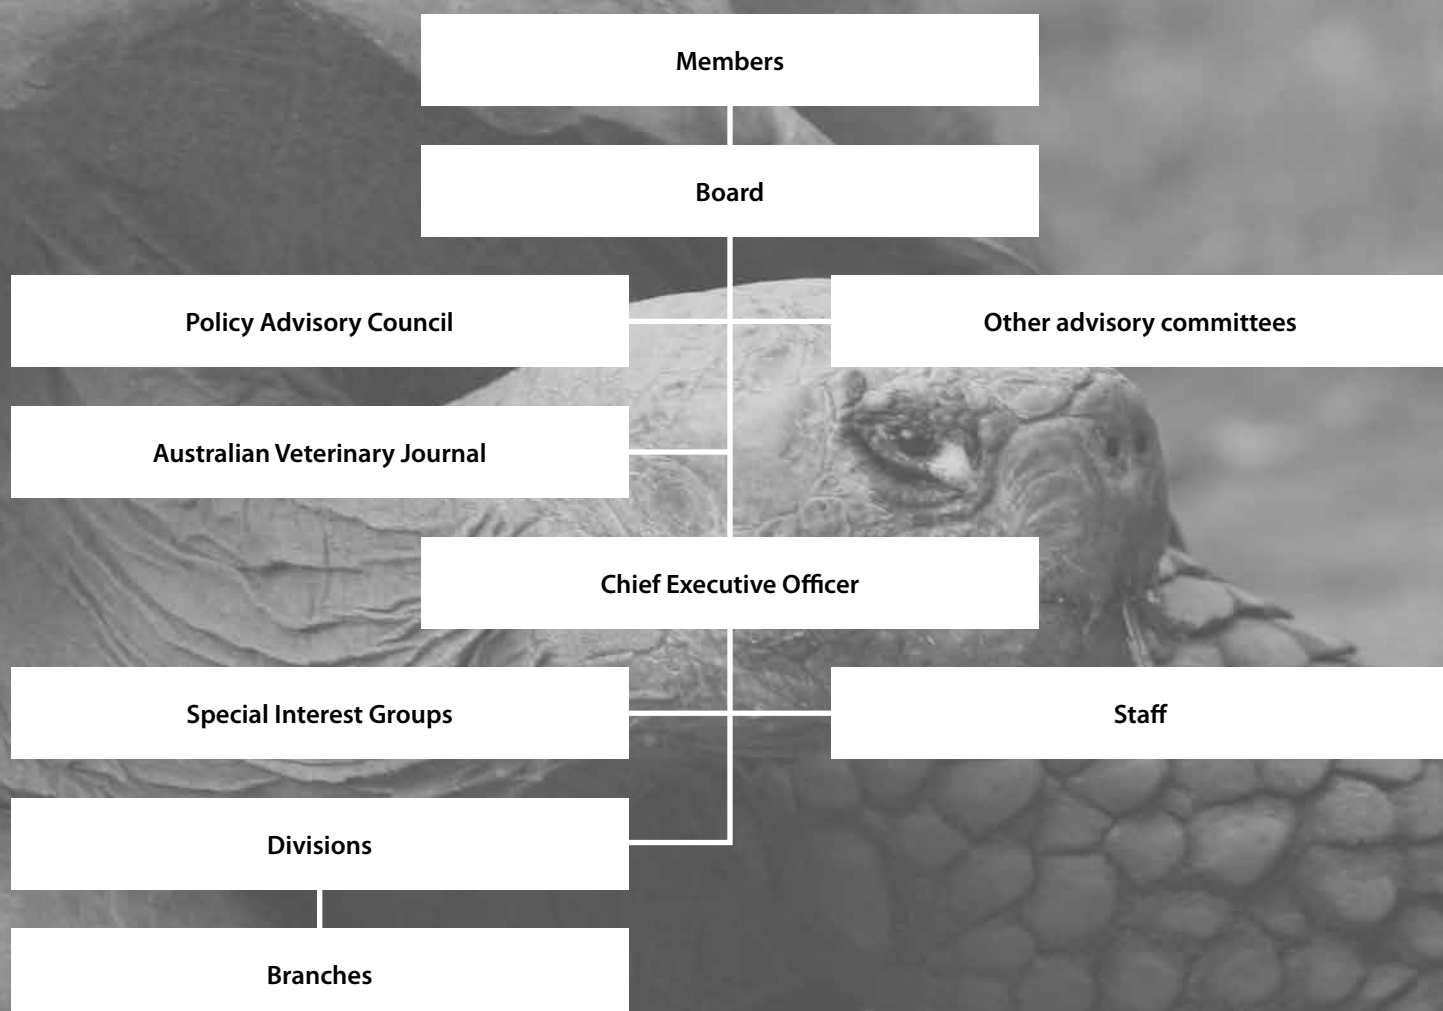 Members
Board
Policy Advisory Council
Other advisory committees
Australian Veterinary Journal
Chief Executive Officer
Special Interest Groups
Staff
Divisions
Branches